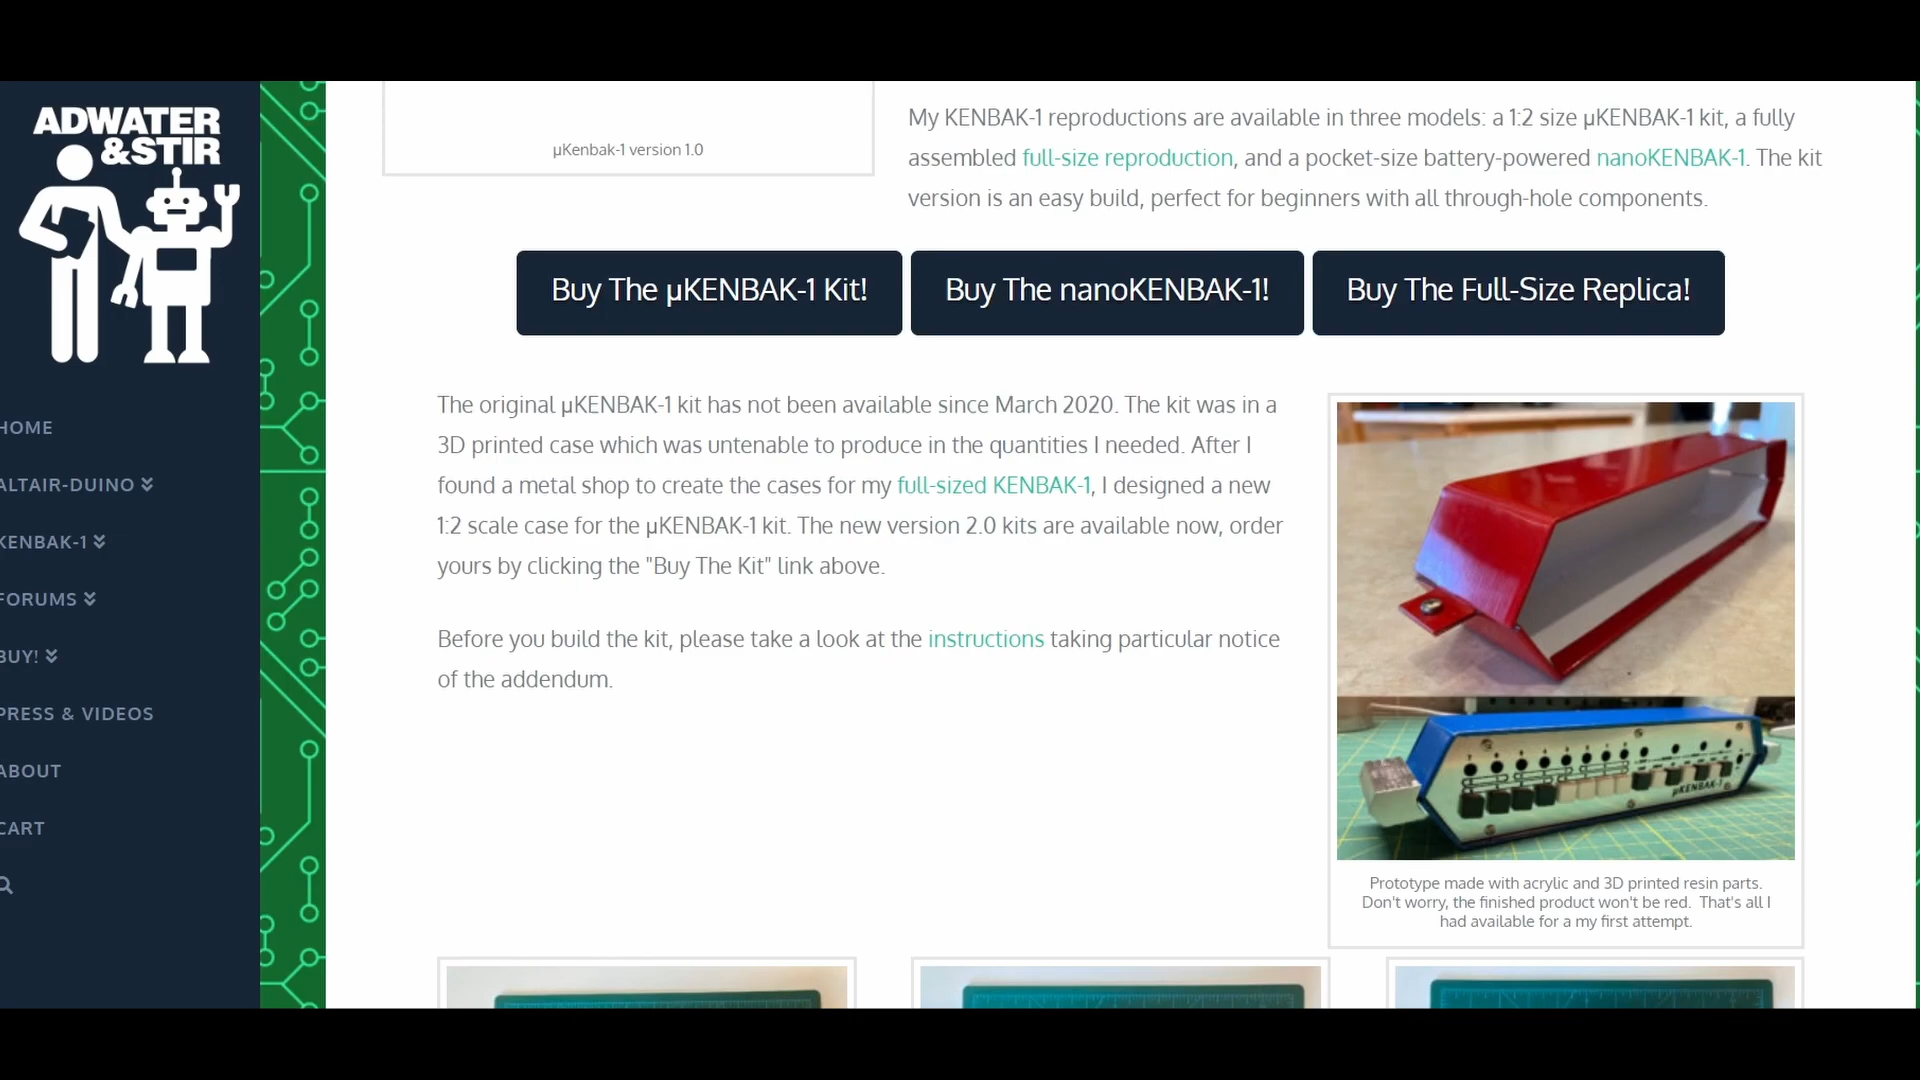 ADWATER
&STIR
HOME
ALTAIR-DUINO
KENBAK-1
FORUMS
BUY!
PRESS & VIDEOS
ABOUT
CART
µKenbak-1 version 1.0
My KENBAK-1 reproductions are available in three models: a 1:2 size µKENBAK-1 kit, a fully
assembled full-size reproduction, and a pocket-size battery-powered nanoKENBAK-1. The kit
version is an easy build, perfect for beginners with all through-hole components.
Buy The µKENBAK-1 Kit!
Buy The nanoKENBAK-1!
Buy The Full-Size Replica!
The original µKENBAK-1 kit has not been available since March 2020. The kit was in a
3D printed case which was untenable to produce in the quantities I needed. After I
found a metal shop to create the cases for my full-sized KENBAK-1, I designed a new
1:2 scale case for the µKENBAK-1 kit. The new version 2.0 kits are available now, order
yours by clicking the "Buy The Kit" link above.
Before you build the kit, please take a look at the instructions taking particular notice
of the addendum.
µKENBAK-1
Prototype made with acrylic and 3D printed resin parts.
Don't worry, the finished product won't be red. That's all I
had available for a my first attempt.